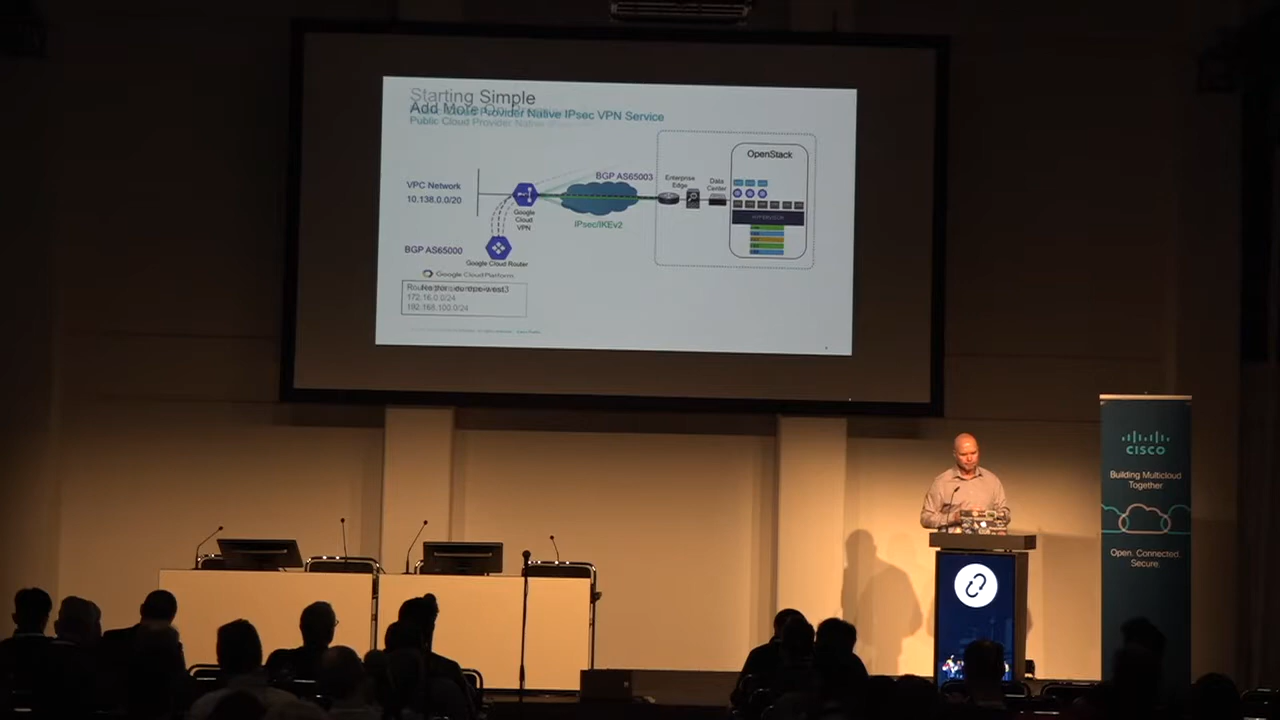 Starting Simple
Add More
Public Cloud Provider Native IPsec VPN Service
VPC Network
10.138.0.0/20
BGP AS65003
Google
Cloud
VPN
IPsec/IKEv2
BGP AS65000
Google Cloud Router
Google Cloud Platform
172.16.0.0/24
192.168.100.0/24
Enterprise
Edge
Data
Center
OpenStack
CISCO
Building Multicloud
Together
Open. Connected.
Secure.